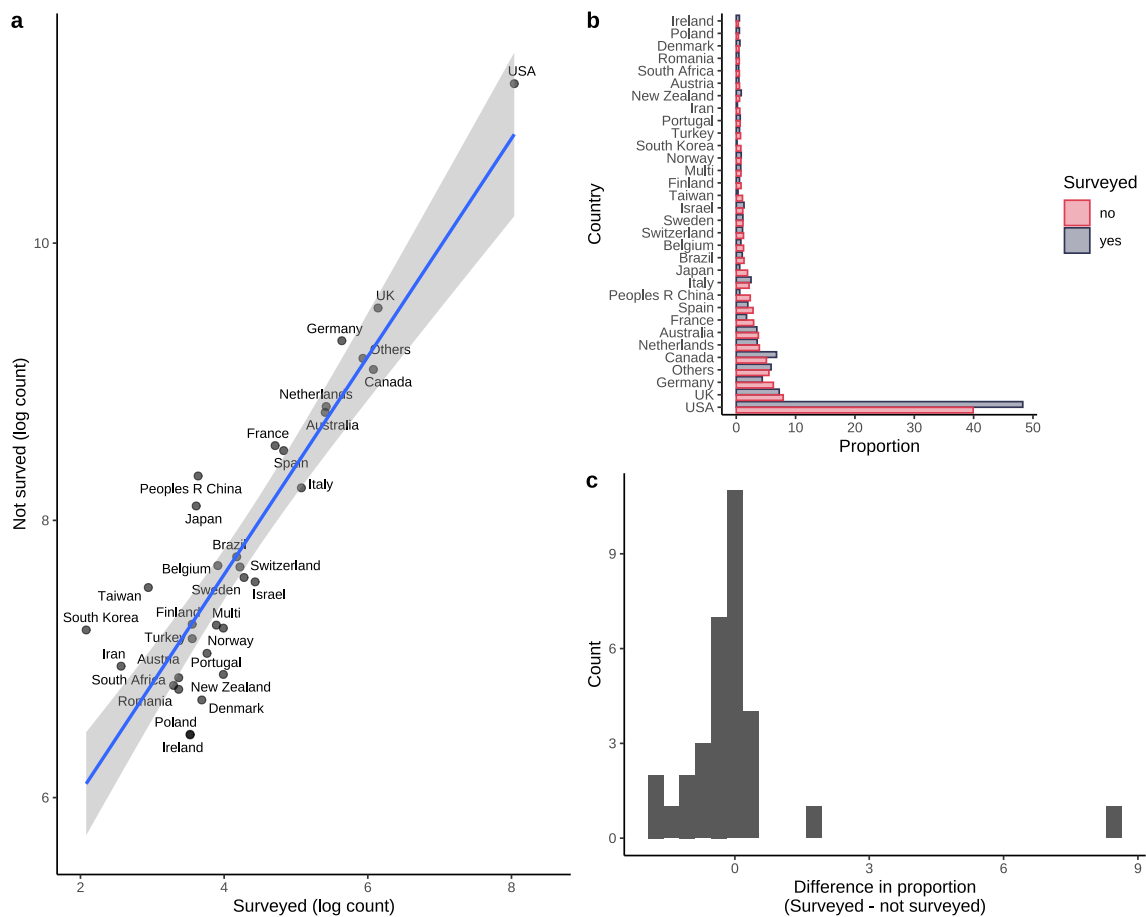 a
USA
UK
Germany
Others
Canada
Netherlands
Australia
France
Spain
Peoples R China
Italy
Japan
Brazil
Belgium
Switzerland
Taiwan
Sweden
Israel
South Korea
Finland
Multi
Turkey
Norway
Iran
Austria
Portugal
South Africa
New Zealand
Romania
Denmark
Poland
Ireland
10
8
6
Not surved (log count)
2
4
6
8
Surveyed (log count)
b
Ireland
Poland
Denmark
Romania
South Africa
Austria
New Zealand
Iran
Portugal
Turkey
South Korea
Norway
Multi
Finland
Taiwan
Israel
Sweden
Switzerland
Belgium
Brazil
Japan
Italy
Peoples R China
Spain
France
Australia
Netherlands
Canada
Others
Germany
UK
USA
Country
0
10
20
30
40
50
Proportion
Surveyed
no
yes
c
9
6
3
0
Count
0
3
6
9
Difference in proportion
(Surveyed - not surveyed)